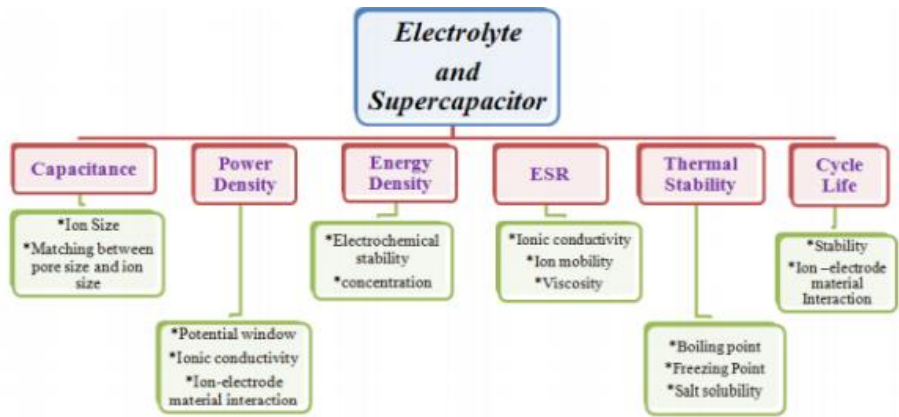 Electrolyte
and
Supercapacitor
Capacitance
Power
Density
Energy
Density
ESR
Thermal
Stability
Cycle
Life
*Ion Size
*Matching between
pore size and ion
size
*Potential window
*Ionic conductivity
*Ion-electrode
material interaction
*Electrochemical
stability
*concentration
*Ionic conductivity
*Ion mobility
*Viscosity
*Boiling point
*Freezing Point
*Salt solubility
*Stability
*Ion –electrode
material
Interaction